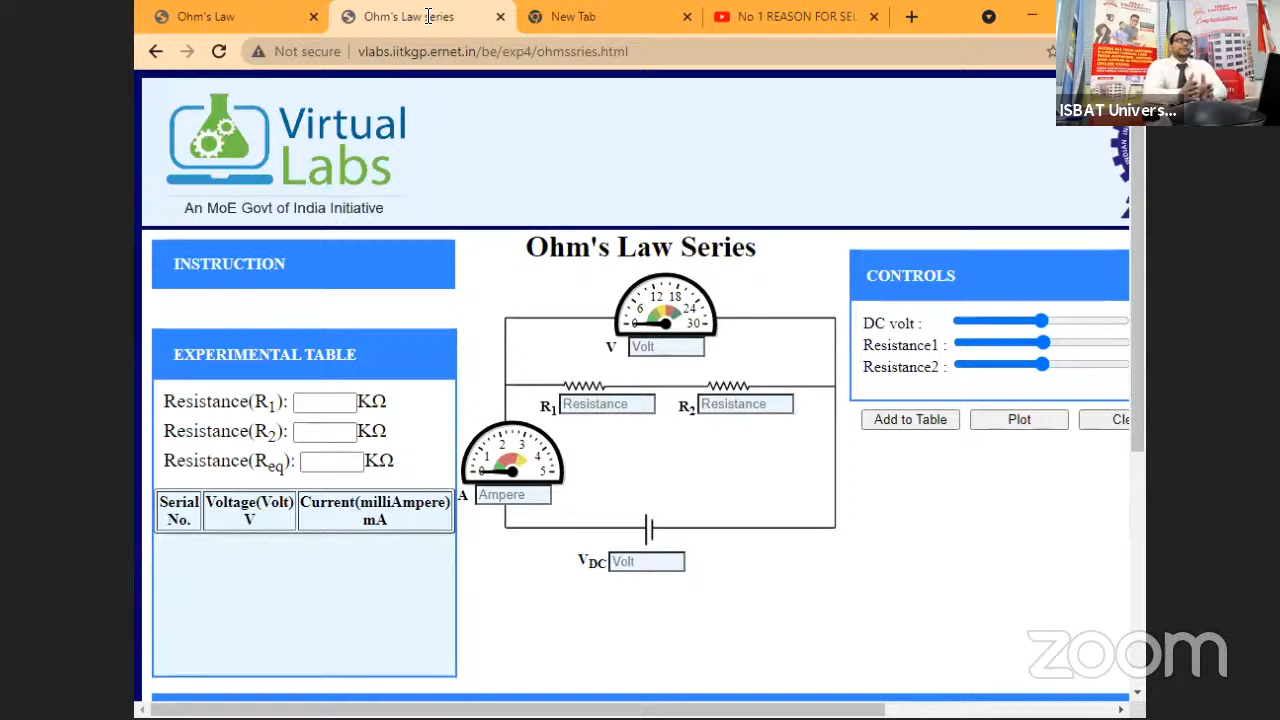 Ohm's Law
Ohm's Law Series
New Tab
No 1 REASON FOR SEL
Not secure
vlabs.iitkgp.ernet.in/be/exp4/ohmssries.html
ISBAT Univers...
Virtual
Labs
An MoE Govt of India Initiative
INSTRUCTION
EXPERIMENTAL TABLE
Resistance(R1): KΩ
Resistance(R2): KΩ
Resistance(Req): KΩ
Serial No.
Voltage(Volt) V
Current(milliAmpere) mA
Ohm's Law Series
0 6 12 18 24 30
V Volt
R1 Resistance
R2 Resistance
0 1 2 3 4 5
A Ampere
VDC Volt
CONTROLS
DC volt :
Resistance1 :
Resistance2 :
Add to Table
Plot
Cle
zoom